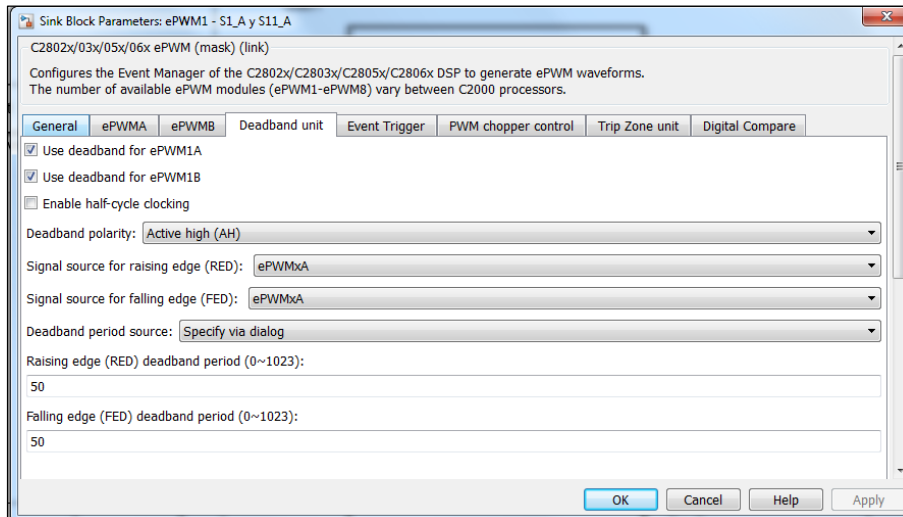 Sink Block Parameters: ePWM1 - S1_A y S11_A
C2802x/03x/05x/06x ePWM (mask) (link)
Configures the Event Manager of the C2802x/C2803x/C2805x/C2806x DSP to generate ePWM waveforms.
The number of available ePWM modules (ePWM1-ePWM8) vary between C2000 processors.
General ePWMA ePWMB Deadband unit Event Trigger PWM chopper control Trip Zone unit Digital Compare
Use deadband for ePWM1A
Use deadband for ePWM1B
Enable half-cycle clocking
Deadband polarity: Active high (AH)
Signal source for raising edge (RED): ePWMxA
Signal source for falling edge (FED): ePWMxA
Deadband period source: Specify via dialog
Raising edge (RED) deadband period (0~1023):
50
Falling edge (FED) deadband period (0~1023):
50
OK Cancel Help Apply